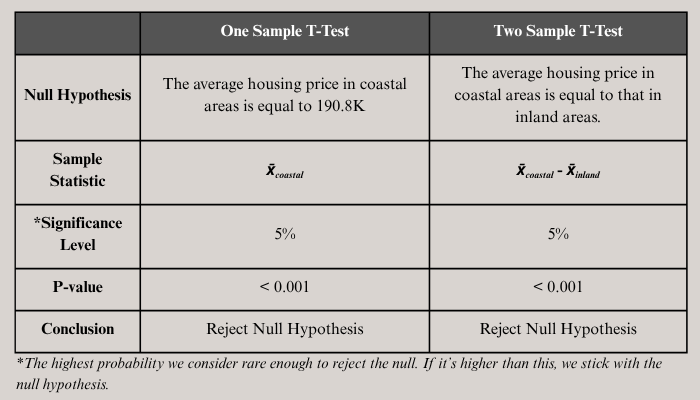 One Sample T-Test
Two Sample T-Test
Null Hypothesis
The average housing price in coastal
areas is equal to 190.8K
The average housing price in
coastal areas is equal to that in
inland areas.
Sample
Statistic
x̄coastal
x̄coastal - x̄inland
*Significance
Level
5%
5%
P-value
< 0.001
< 0.001
Conclusion
Reject Null Hypothesis
Reject Null Hypothesis
*The highest probability we consider rare enough to reject the null. If it's higher than this, we stick with the
null hypothesis.